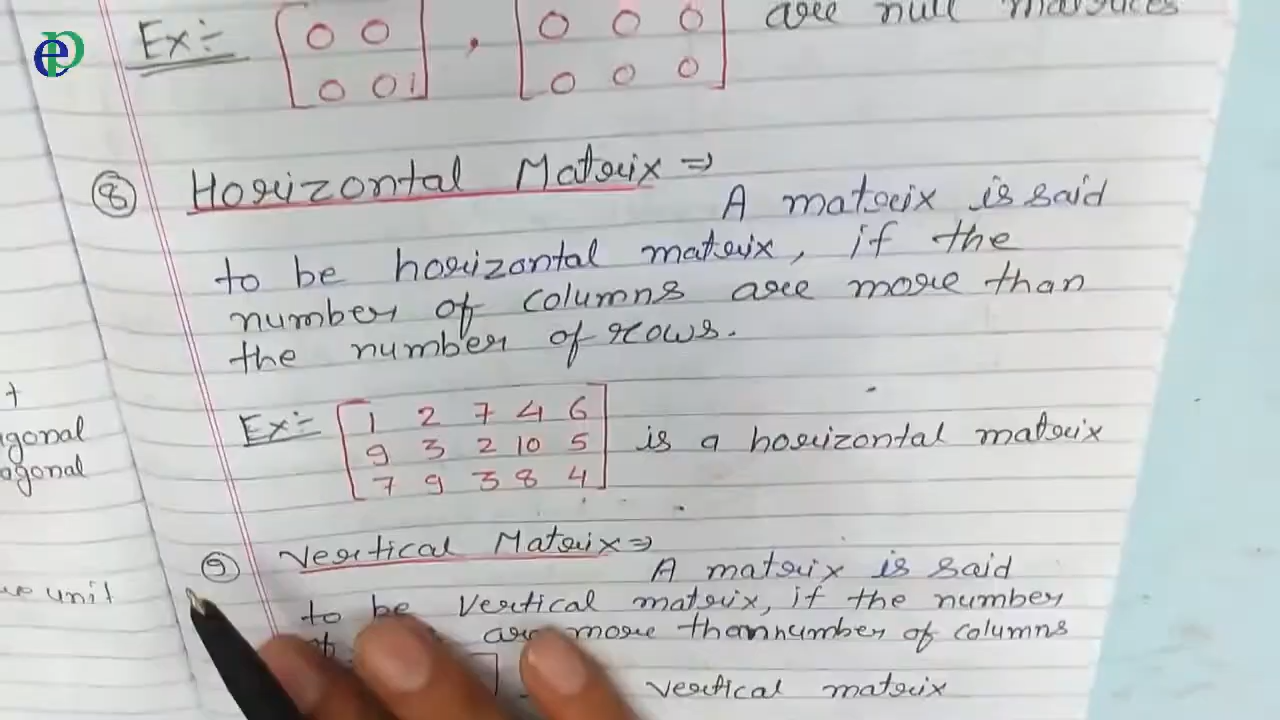 ep
Ex:- [0 0 , [0 0 0 are null matrices
0 0] 0 0 0]
⑧ Horizontal Matrix ⇒
A matrix is said
to be horizontal matrix, if the
number of columns are more than
the number of rows.
Ex:- [1 2 7 4 6
9 3 2 10 5 is a horizontal matrix
7 9 3 8 4]
⑨ Vertical Matrix ⇒
A matrix is said
to be vertical matrix, if the number
of are more than number of columns
vertical matrix
agonal
unit